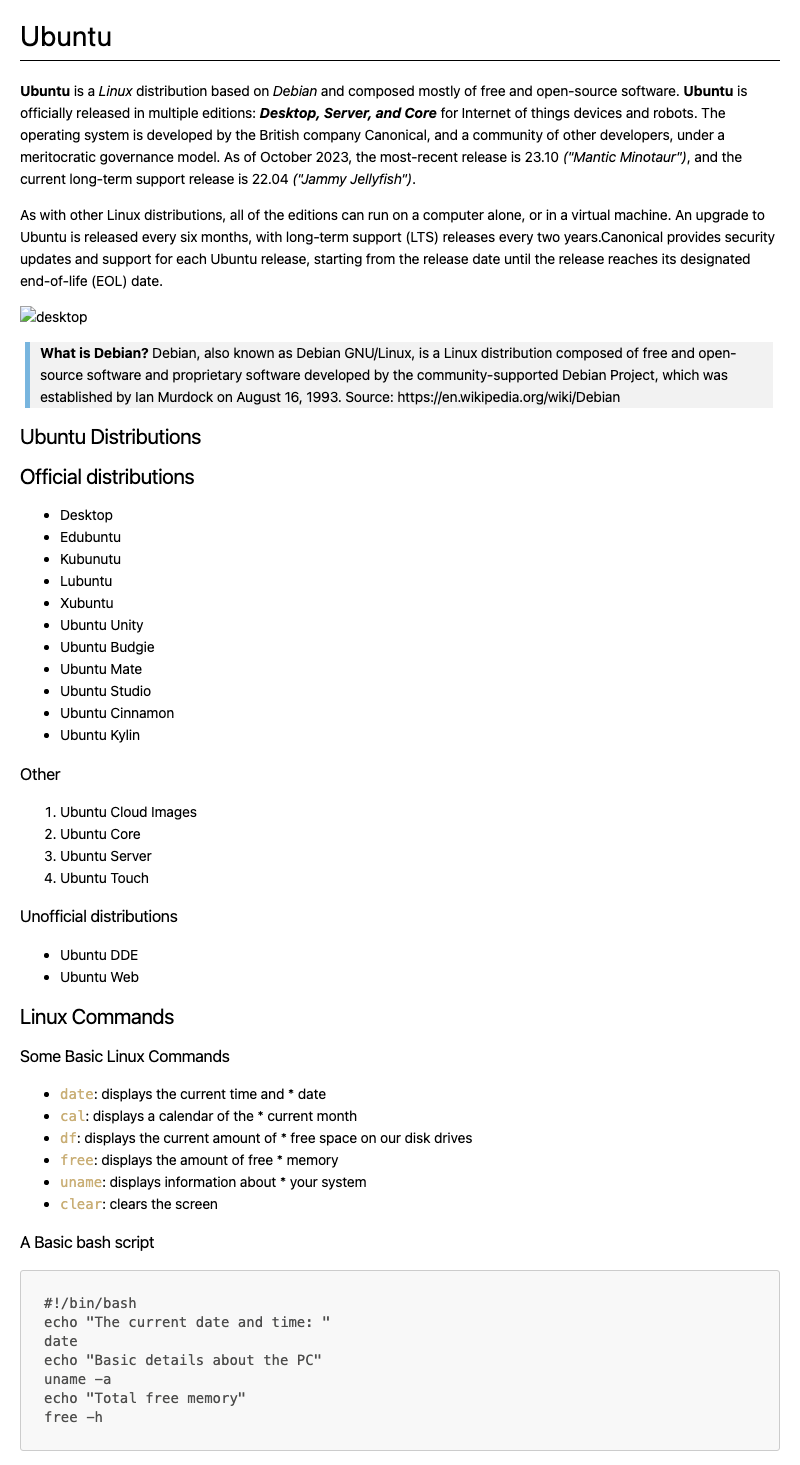 Ubuntu
Ubuntu is a Linux distribution based on Debian and composed mostly of free and open-source software. Ubuntu is
officially released in multiple editions: Desktop, Server, and Core for Internet of things devices and robots. The
operating system is developed by the British company Canonical, and a community of other developers, under a
meritocratic governance model. As of October 2023, the most-recent release is 23.10 ("Mantic Minotaur"), and the
current long-term support release is 22.04 ("Jammy Jellyfish").
As with other Linux distributions, all of the editions can run on a computer alone, or in a virtual machine. An upgrade to
Ubuntu is released every six months, with long-term support (LTS) releases every two years.Canonical provides security
updates and support for each Ubuntu release, starting from the release date until the release reaches its designated
end-of-life (EOL) date.
desktop
What is Debian? Debian, also known as Debian GNU/Linux, is a Linux distribution composed of free and open-
source software and proprietary software developed by the community-supported Debian Project, which was
established by Ian Murdock on August 16, 1993. Source: https://en.wikipedia.org/wiki/Debian
Ubuntu Distributions
Official distributions
• Desktop
• Edubuntu
• Kubunutu
• Lubuntu
• Xubuntu
• Ubuntu Unity
• Ubuntu Budgie
• Ubuntu Mate
• Ubuntu Studio
• Ubuntu Cinnamon
• Ubuntu Kylin
Other
1. Ubuntu Cloud Images
2. Ubuntu Core
3. Ubuntu Server
4. Ubuntu Touch
Unofficial distributions
• Ubuntu DDE
• Ubuntu Web
Linux Commands
Some Basic Linux Commands
• date: displays the current time and * date
• cal: displays a calendar of the * current month
• df: displays the current amount of * free space on our disk drives
• free: displays the amount of free * memory
• uname: displays information about * your system
• clear: clears the screen
A Basic bash script
#!/bin/bash
echo "The current date and time: "
date
echo "Basic details about the PC"
uname -a
echo "Total free memory"
free -h